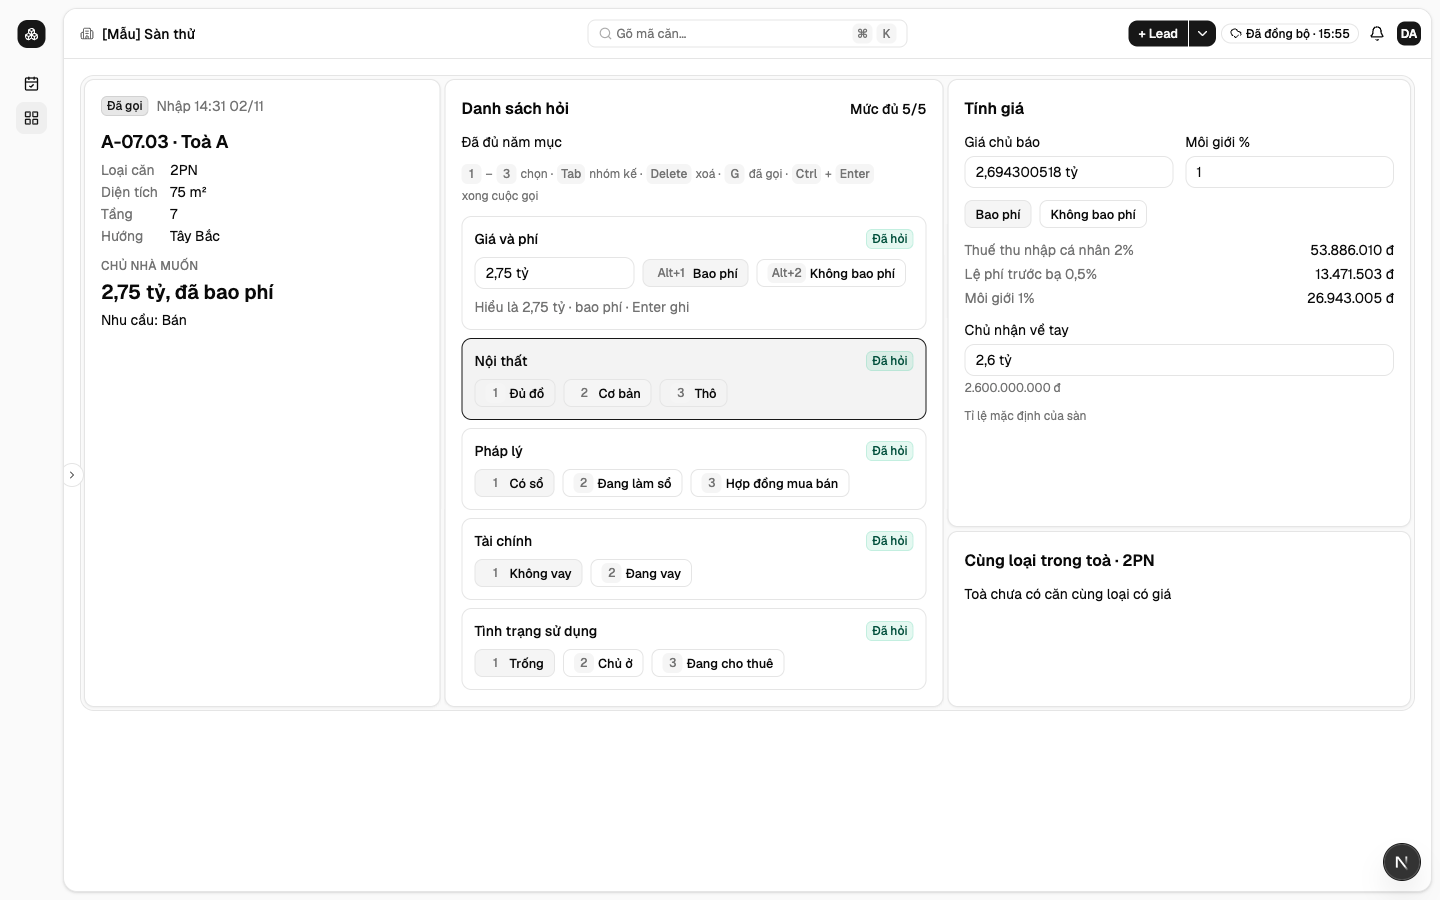 [Mẫu] Sàn thử
Gõ mã căn…
⌘ K
+ Lead
Đã đồng bộ · 15:55
DA
Đã gọi Nhập 14:31 02/11
A-07.03 · Toà A
Loại căn 2PN
Diện tích 75 m²
Tầng 7
Hướng Tây Bắc
CHỦ NHÀ MUỐN
2,75 tỷ, đã bao phí
Nhu cầu: Bán
Danh sách hỏi Mức đủ 5/5
Đã đủ năm mục
1 – 3 chọn · Tab nhóm kế · Delete xoá · G đã gọi · Ctrl + Enter
xong cuộc gọi
Giá và phí Đã hỏi
2,75 tỷ Alt+1 Bao phí Alt+2 Không bao phí
Hiểu là 2,75 tỷ · bao phí · Enter ghi
Nội thất Đã hỏi
1 Đủ đồ 2 Cơ bản 3 Thô
Pháp lý Đã hỏi
1 Có sổ 2 Đang làm sổ 3 Hợp đồng mua bán
Tài chính Đã hỏi
1 Không vay 2 Đang vay
Tình trạng sử dụng Đã hỏi
1 Trống 2 Chủ ở 3 Đang cho thuê
Tính giá
Giá chủ báo Môi giới %
2,694300518 tỷ 1
Bao phí Không bao phí
Thuế thu nhập cá nhân 2% 53.886.010 đ
Lệ phí trước bạ 0,5% 13.471.503 đ
Môi giới 1% 26.943.005 đ
Chủ nhận về tay
2,6 tỷ
2.600.000.000 đ
Tỉ lệ mặc định của sàn
Cùng loại trong toà · 2PN
Toà chưa có căn cùng loại có giá
N